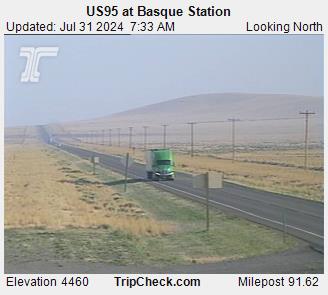 US95 at Basque Station
Updated: Jul 31 2024 7:33 AM Looking North
Elevation 4460 TripCheck.com Milepost 91.62